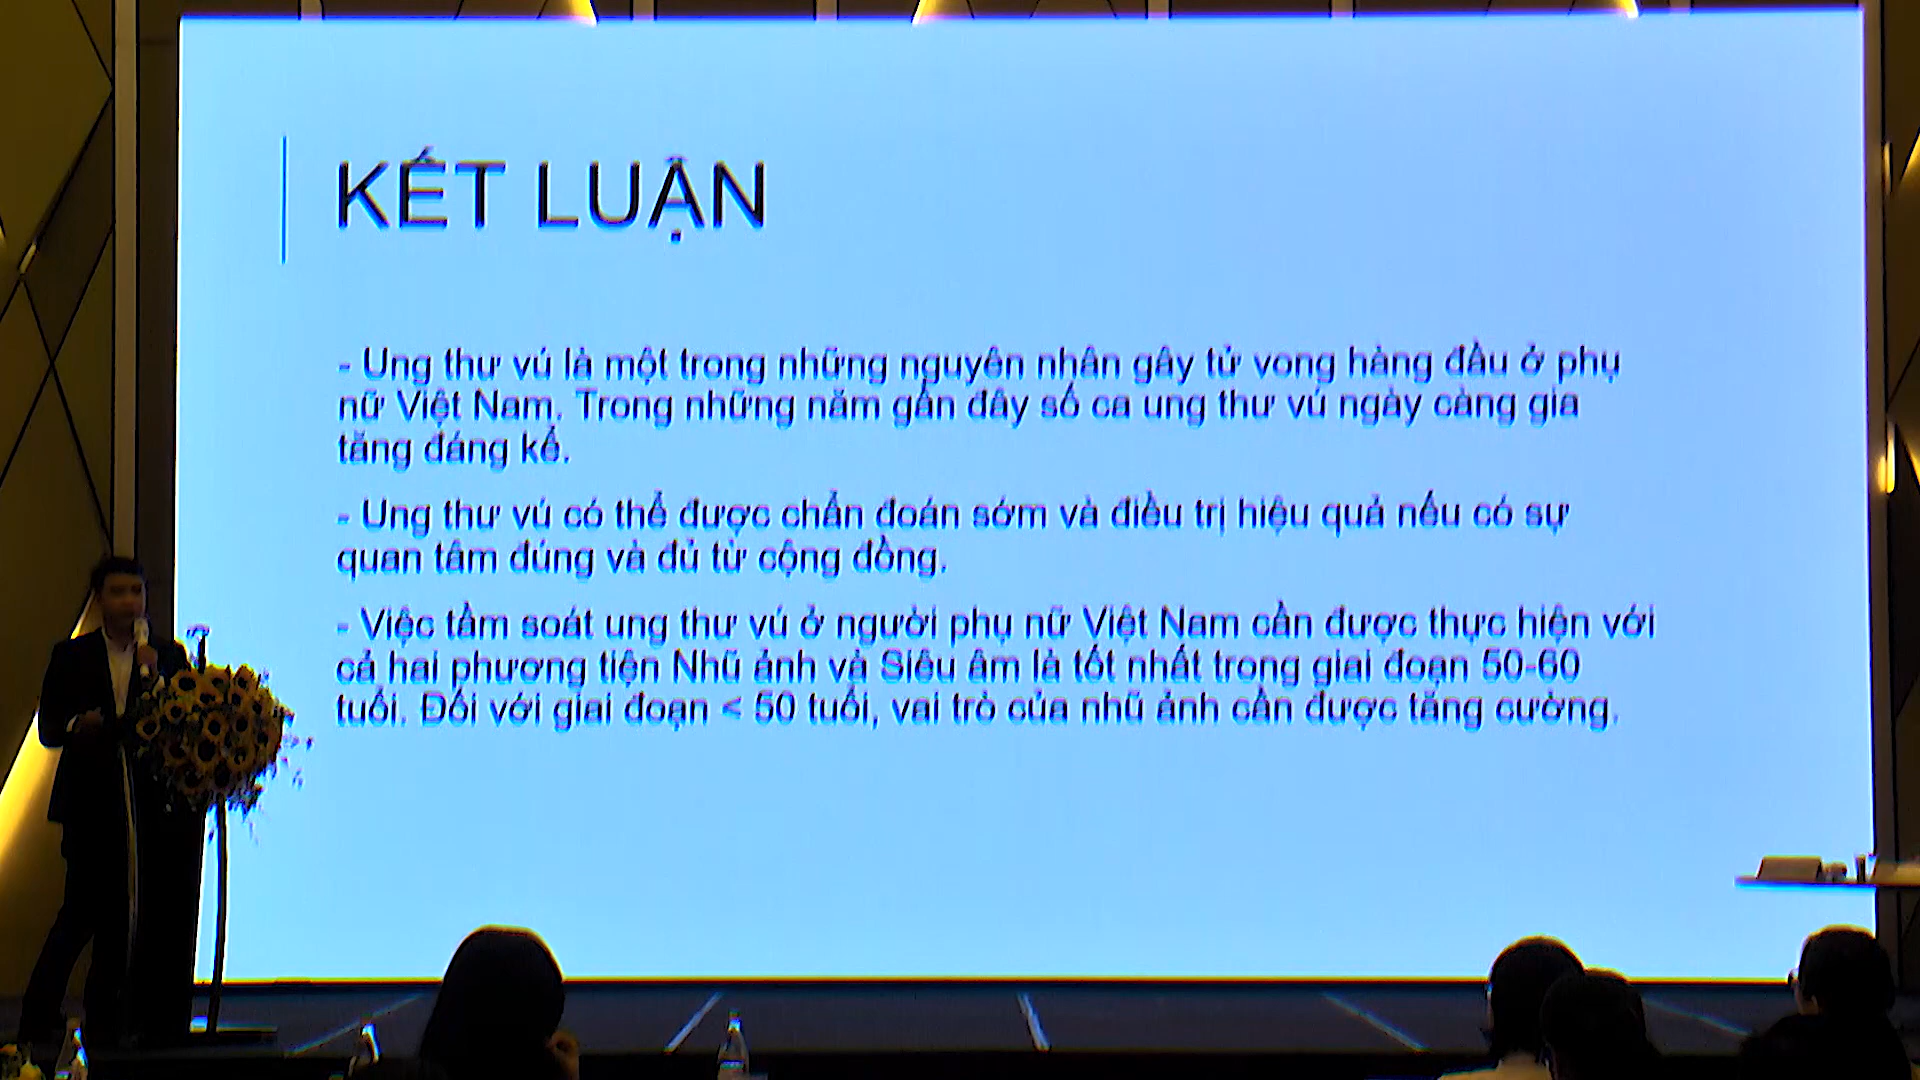 KẾT LUẬN
- Ung thư vú là một trong những nguyên nhân gây tử vong hàng đầu ở phụ
nữ Việt Nam. Trong những năm gần đây số ca ung thư vú ngày càng gia
tăng đáng kể.
- Ung thư vú có thể được chẩn đoán sớm và điều trị hiệu quả nếu có sự
quan tâm đúng và đủ từ cộng đồng.
- Việc tầm soát ung thư vú ở người phụ nữ Việt Nam cần được thực hiện với
cả hai phương tiện Nhũ ảnh và Siêu âm là tốt nhất trong giai đoạn 50-60
tuổi. Đối với giai đoạn < 50 tuổi, vai trò của nhũ ảnh cần được tăng cường.